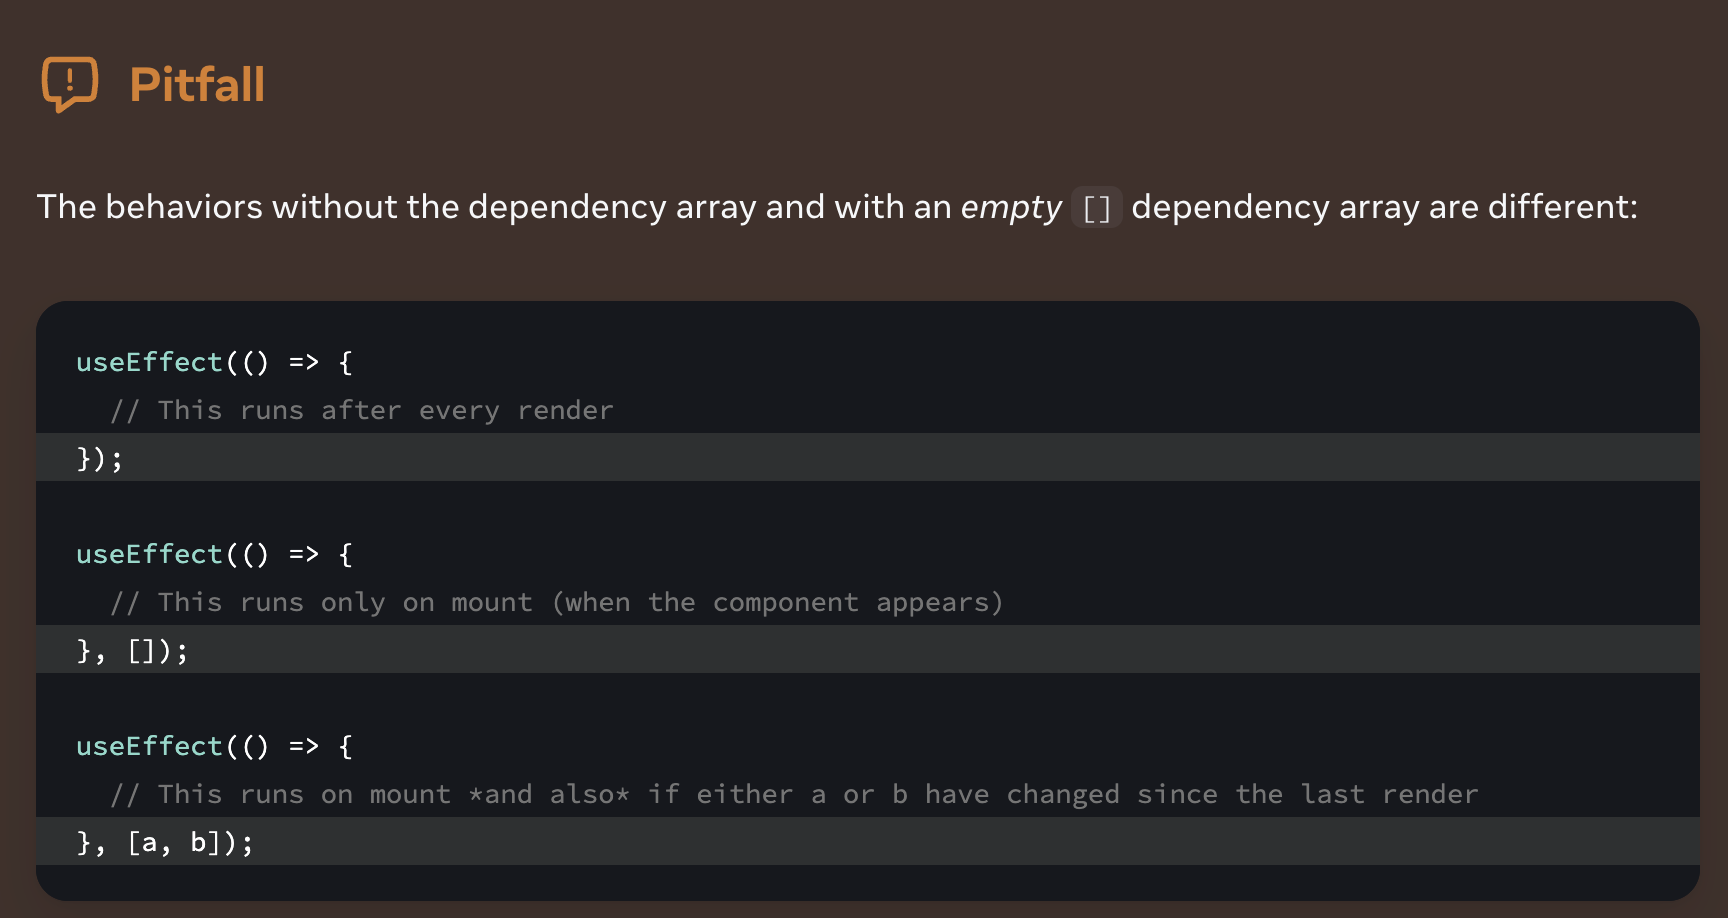 Pitfall
The behaviors without the dependency array and with an empty [] dependency array are different:
useEffect(() => {
  // This runs after every render
});
useEffect(() => {
  // This runs only on mount (when the component appears)
}, []);
useEffect(() => {
  // This runs on mount *and also* if either a or b have changed since the last render
}, [a, b]);